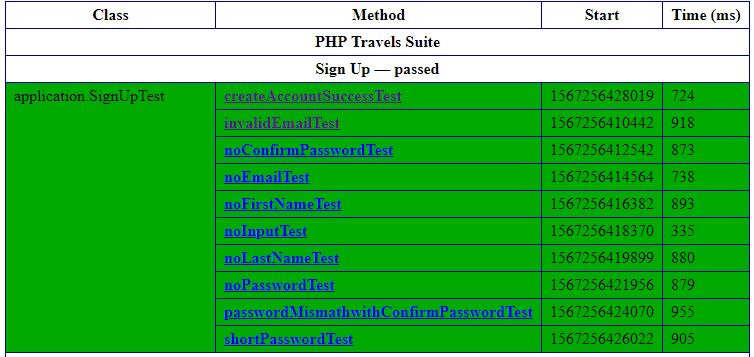 Class Method Start Time (ms)
PHP Travels Suite
Sign Up — passed
application.SignUpTest createAccountSuccessTest 1567256428019 724
invalidEmailTest 1567256410442 918
noConfirmPasswordTest 1567256412542 873
noEmailTest 1567256414564 738
noFirstNameTest 1567256416382 893
noInputTest 1567256418370 335
noLastNameTest 1567256419899 880
noPasswordTest 1567256421956 879
passwordMismathwithConfirmPasswordTest 1567256424070 955
shortPasswordTest 1567256426022 905